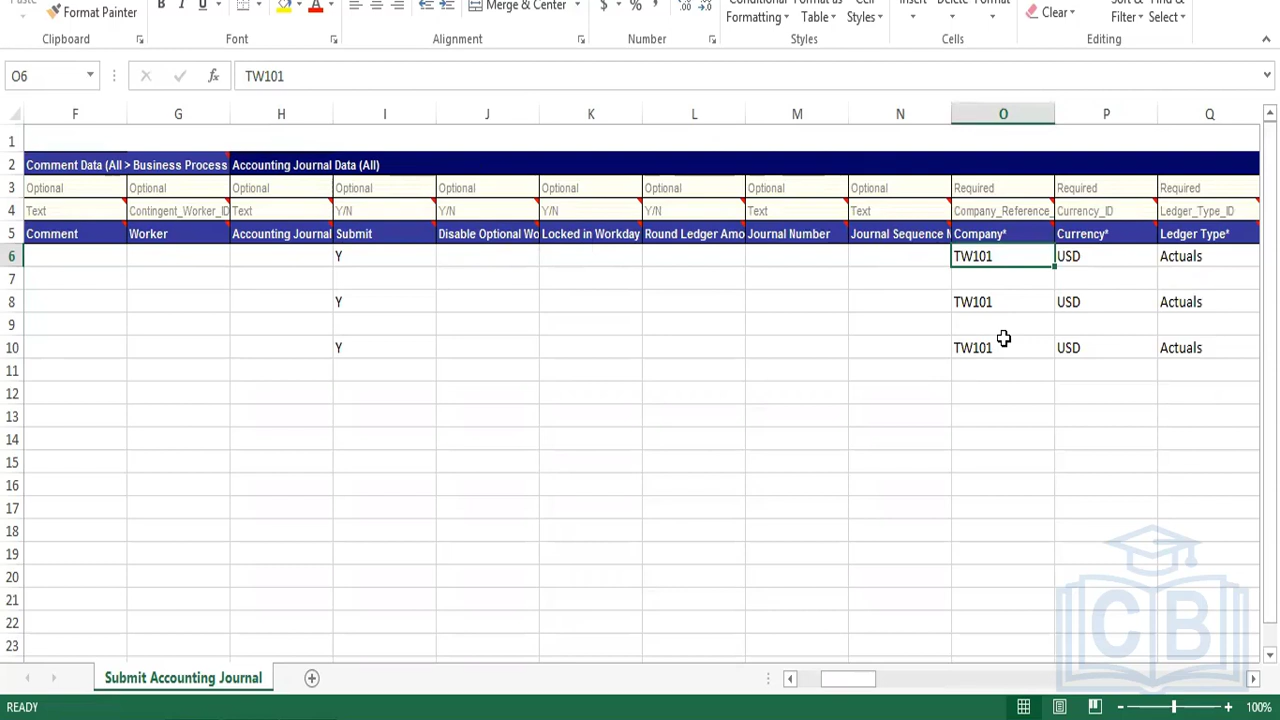 Paste Format Painter B I U A Merge & Center $ % , Conditional Format as Cell Insert Delete Format Sort & Find &
Formatting Table Styles Clear Filter Select
Clipboard Font Alignment Number Styles Cells Editing
O6 fx TW101
F G H I J K L M N O P Q
1
2 Comment Data (All > Business Process Accounting Journal Data (All)
3 Optional Optional Optional Optional Optional Optional Optional Optional Optional Required Required Required
4 Text Contingent_Worker_ID Text Y/N Y/N Y/N Y/N Text Text Company_Reference_ Currency_ID Ledger_Type_ID
5 Comment Worker Accounting Journal Submit Disable Optional Wo Locked in Workday Round Ledger Amo Journal Number Journal Sequence Company* Currency* Ledger Type*
6 Y TW101 USD Actuals
7
8 Y TW101 USD Actuals
9
10 Y TW101 USD Actuals
11
12
13
14
15
16
17
18
19
20
21
22
23
CB
Submit Accounting Journal
READY 100%